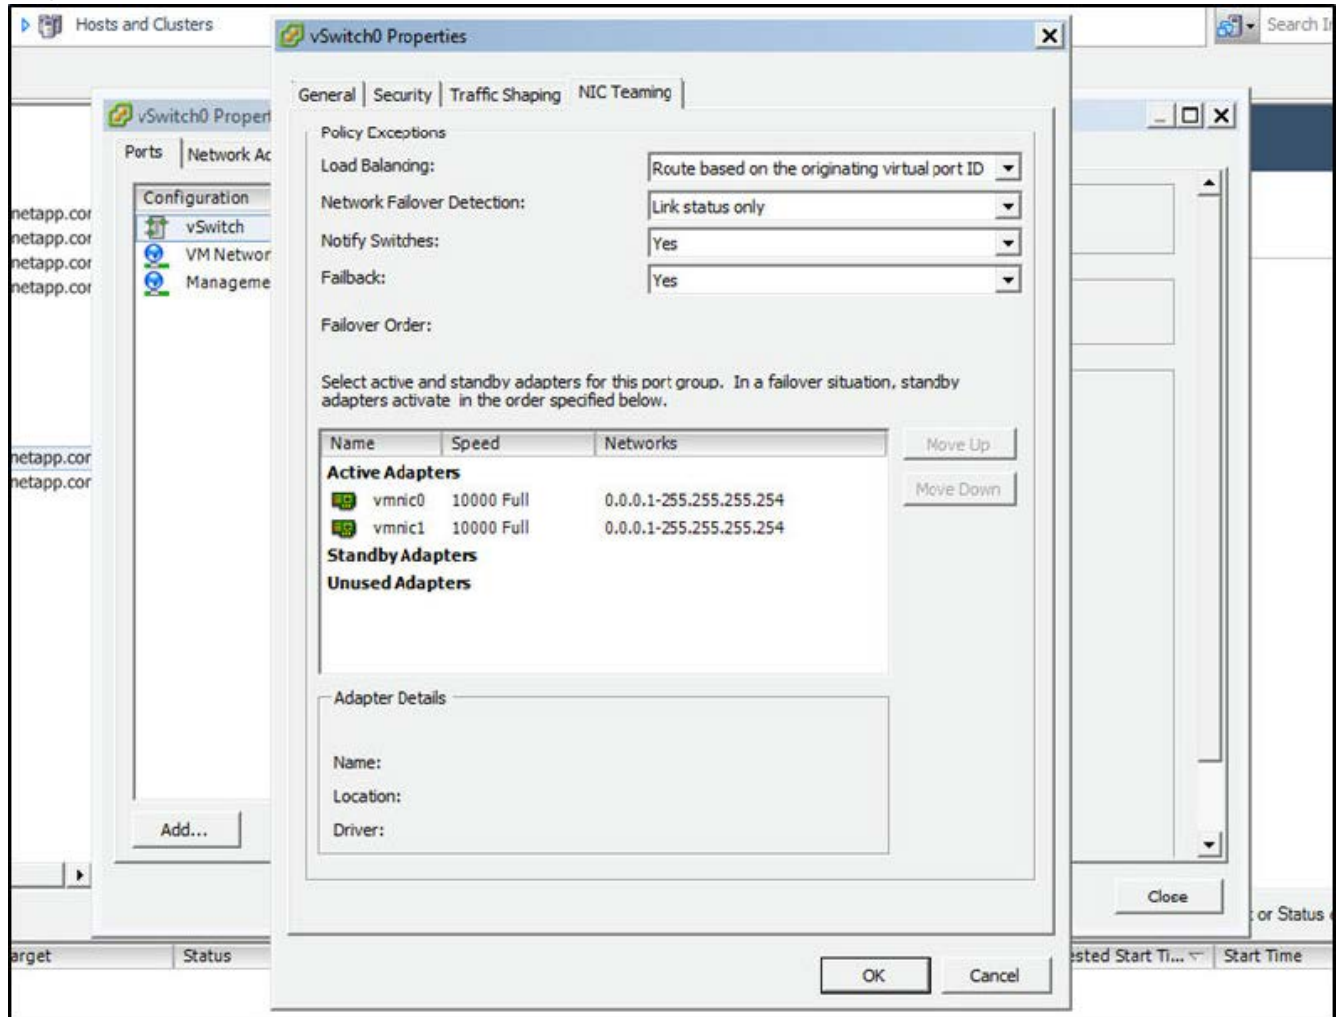 Hosts and Clusters
Search In
vSwitch0 Properties
vSwitch0 Propert
Ports
Network Ad
Configuration
vSwitch
VM Networ
Manageme
netapp.cor
netapp.cor
netapp.cor
netapp.cor
netapp.cor
netapp.cor
General
Security
Traffic Shaping
NIC Teaming
Policy Exceptions
Load Balancing:
Route based on the originating virtual port ID
Network Failover Detection:
Link status only
Notify Switches:
Yes
Failback:
Yes
Failover Order:
Select active and standby adapters for this port group. In a failover situation, standby
adapters activate in the order specified below.
Name Speed Networks
Active Adapters
vmnic0 10000 Full 0.0.0.1-255.255.255.254
vmnic1 10000 Full 0.0.0.1-255.255.255.254
Standby Adapters
Unused Adapters
Move Up
Move Down
Adapter Details
Name:
Location:
Driver:
Add...
Close
or Status
OK
Cancel
arget
Status
ested Start Ti...
Start Time